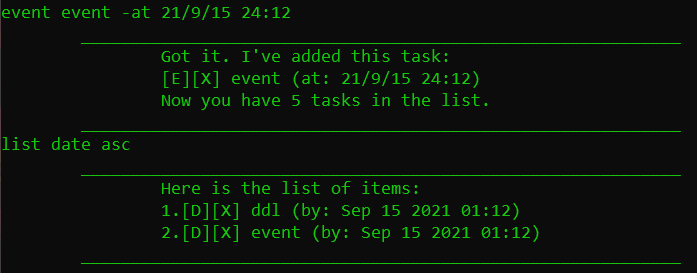 event event -at 21/9/15 24:12
Got it. I've added this task:
[E][X] event (at: 21/9/15 24:12)
Now you have 5 tasks in the list.
list date asc
Here is the list of items:
1.[D][X] ddl (by: Sep 15 2021 01:12)
2.[D][X] event (by: Sep 15 2021 01:12)